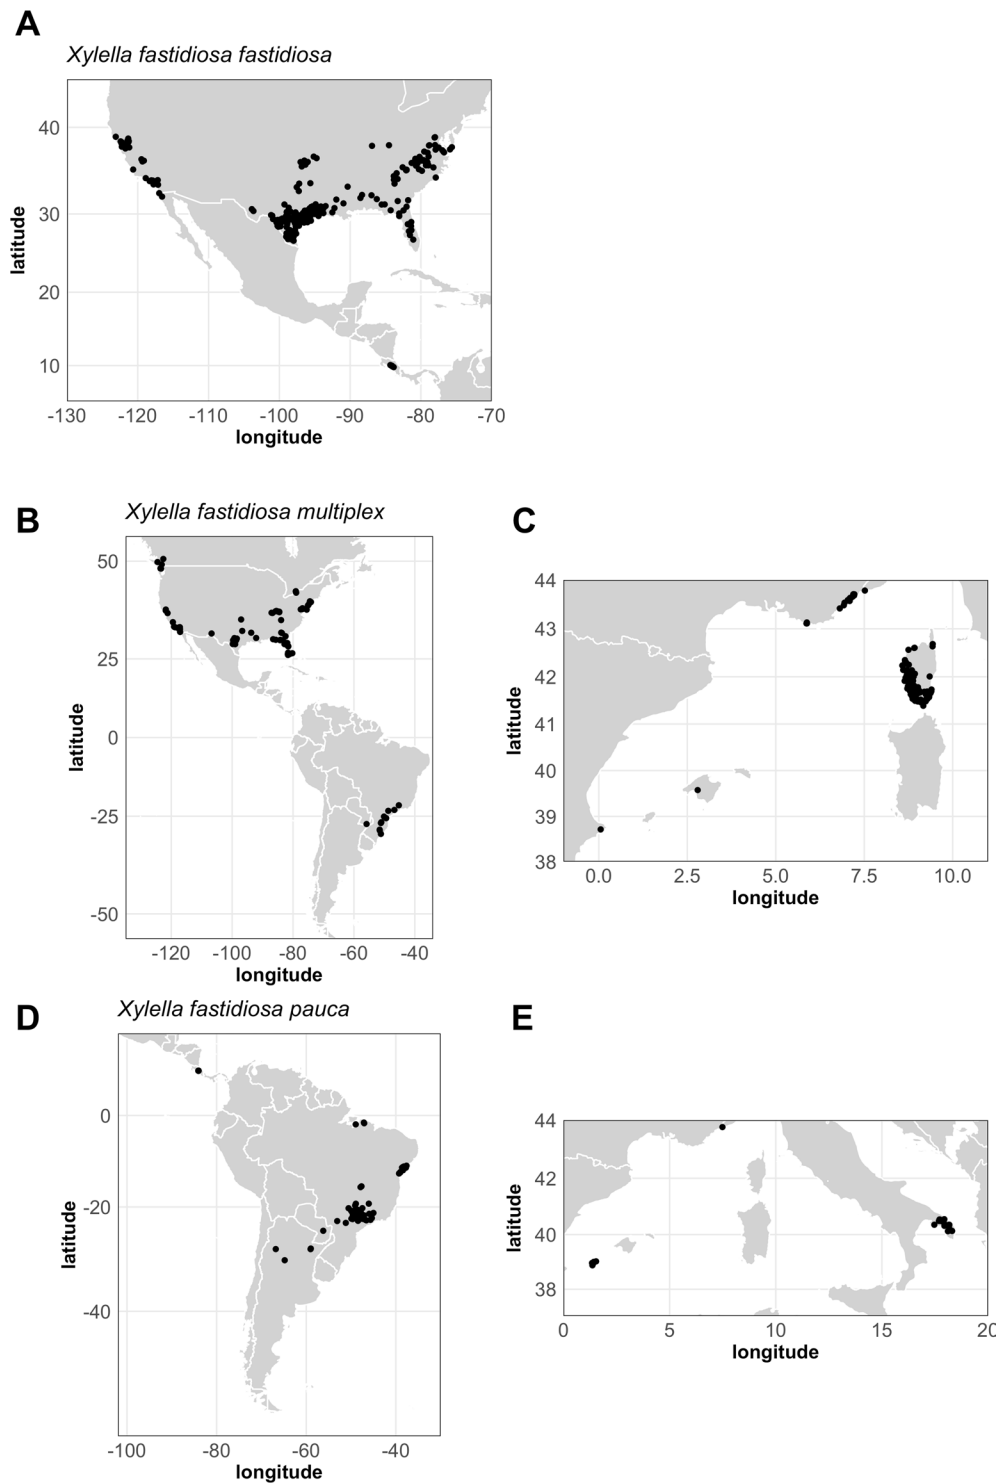 A
Xylella fastidiosa fastidiosa
latitude
40
30
20
10
-130 -120 -110 -100 -90 -80 -70
longitude
B
Xylella fastidiosa multiplex
latitude
50
25
0
-25
-50
-120 -100 -80 -60 -40
longitude
C
latitude
44
43
42
41
40
39
38
0.0 2.5 5.0 7.5 10.0
longitude
D
Xylella fastidiosa pauca
latitude
0
-20
-40
-100 -80 -60 -40
longitude
E
latitude
44
42
40
38
0 5 10 15 20
longitude